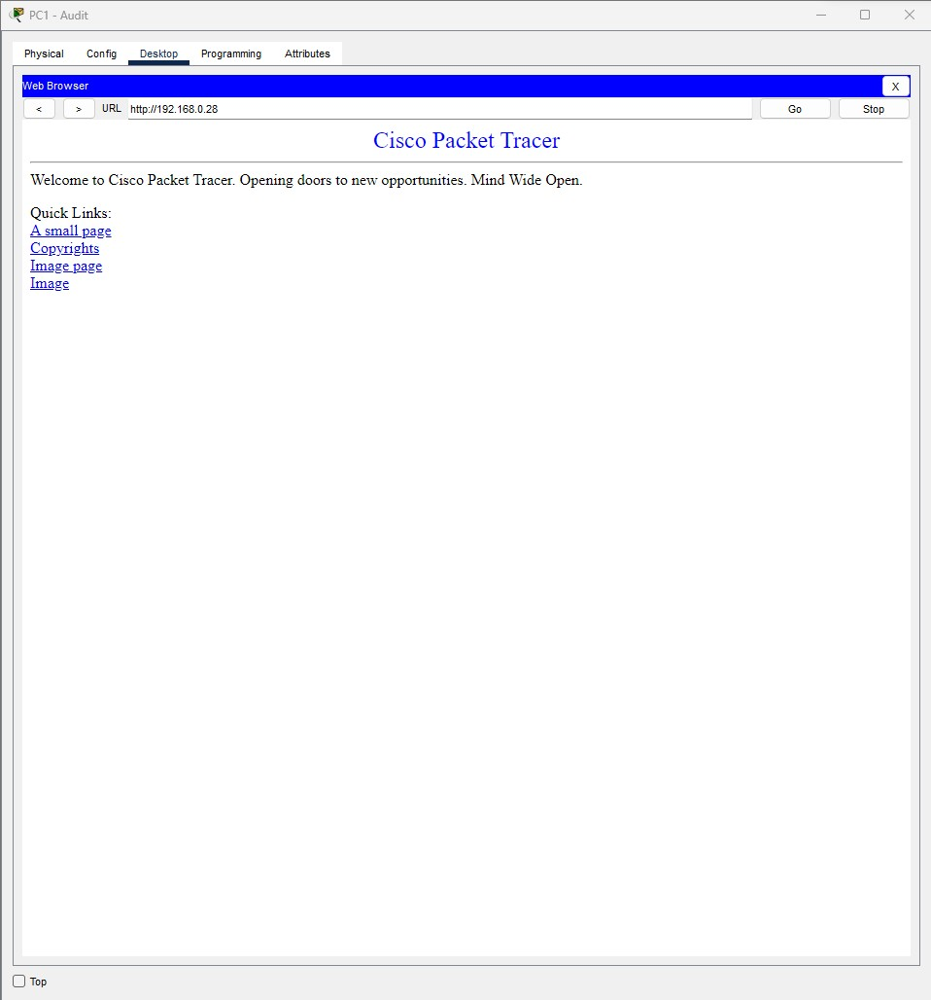 PC1 - Audit
Physical Config Desktop Programming Attributes
Web Browser X
< > URL http://192.168.0.28 Go Stop
Cisco Packet Tracer
Welcome to Cisco Packet Tracer. Opening doors to new opportunities. Mind Wide Open.
Quick Links:
A small page
Copyrights
Image page
Image
Top